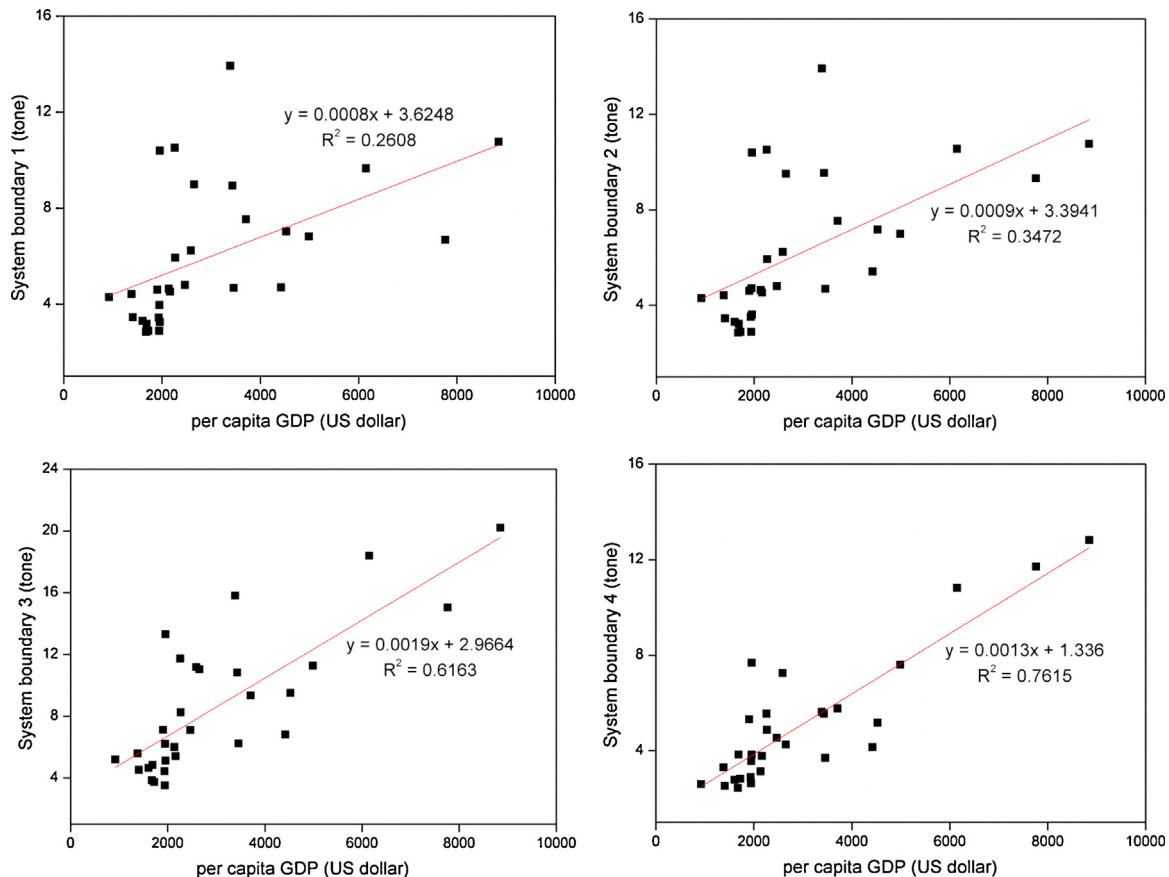 16
12
8
4
System boundary 1 (tone)
y = 0.0008x + 3.6248
R² = 0.2608
0 2000 4000 6000 8000 10000
per capita GDP (US dollar)
16
12
8
4
System boundary 2 (tone)
y = 0.0009x + 3.3941
R² = 0.3472
0 2000 4000 6000 8000 10000
per capita GDP (US dollar)
24
20
16
12
8
4
System boundary 3 (tone)
y = 0.0019x + 2.9664
R² = 0.6163
0 2000 4000 6000 8000 10000
per capita GDP (US dollar)
16
12
8
4
System boundary 4 (tone)
y = 0.0013x + 1.336
R² = 0.7615
0 2000 4000 6000 8000 10000
per capita GDP (US dollar)